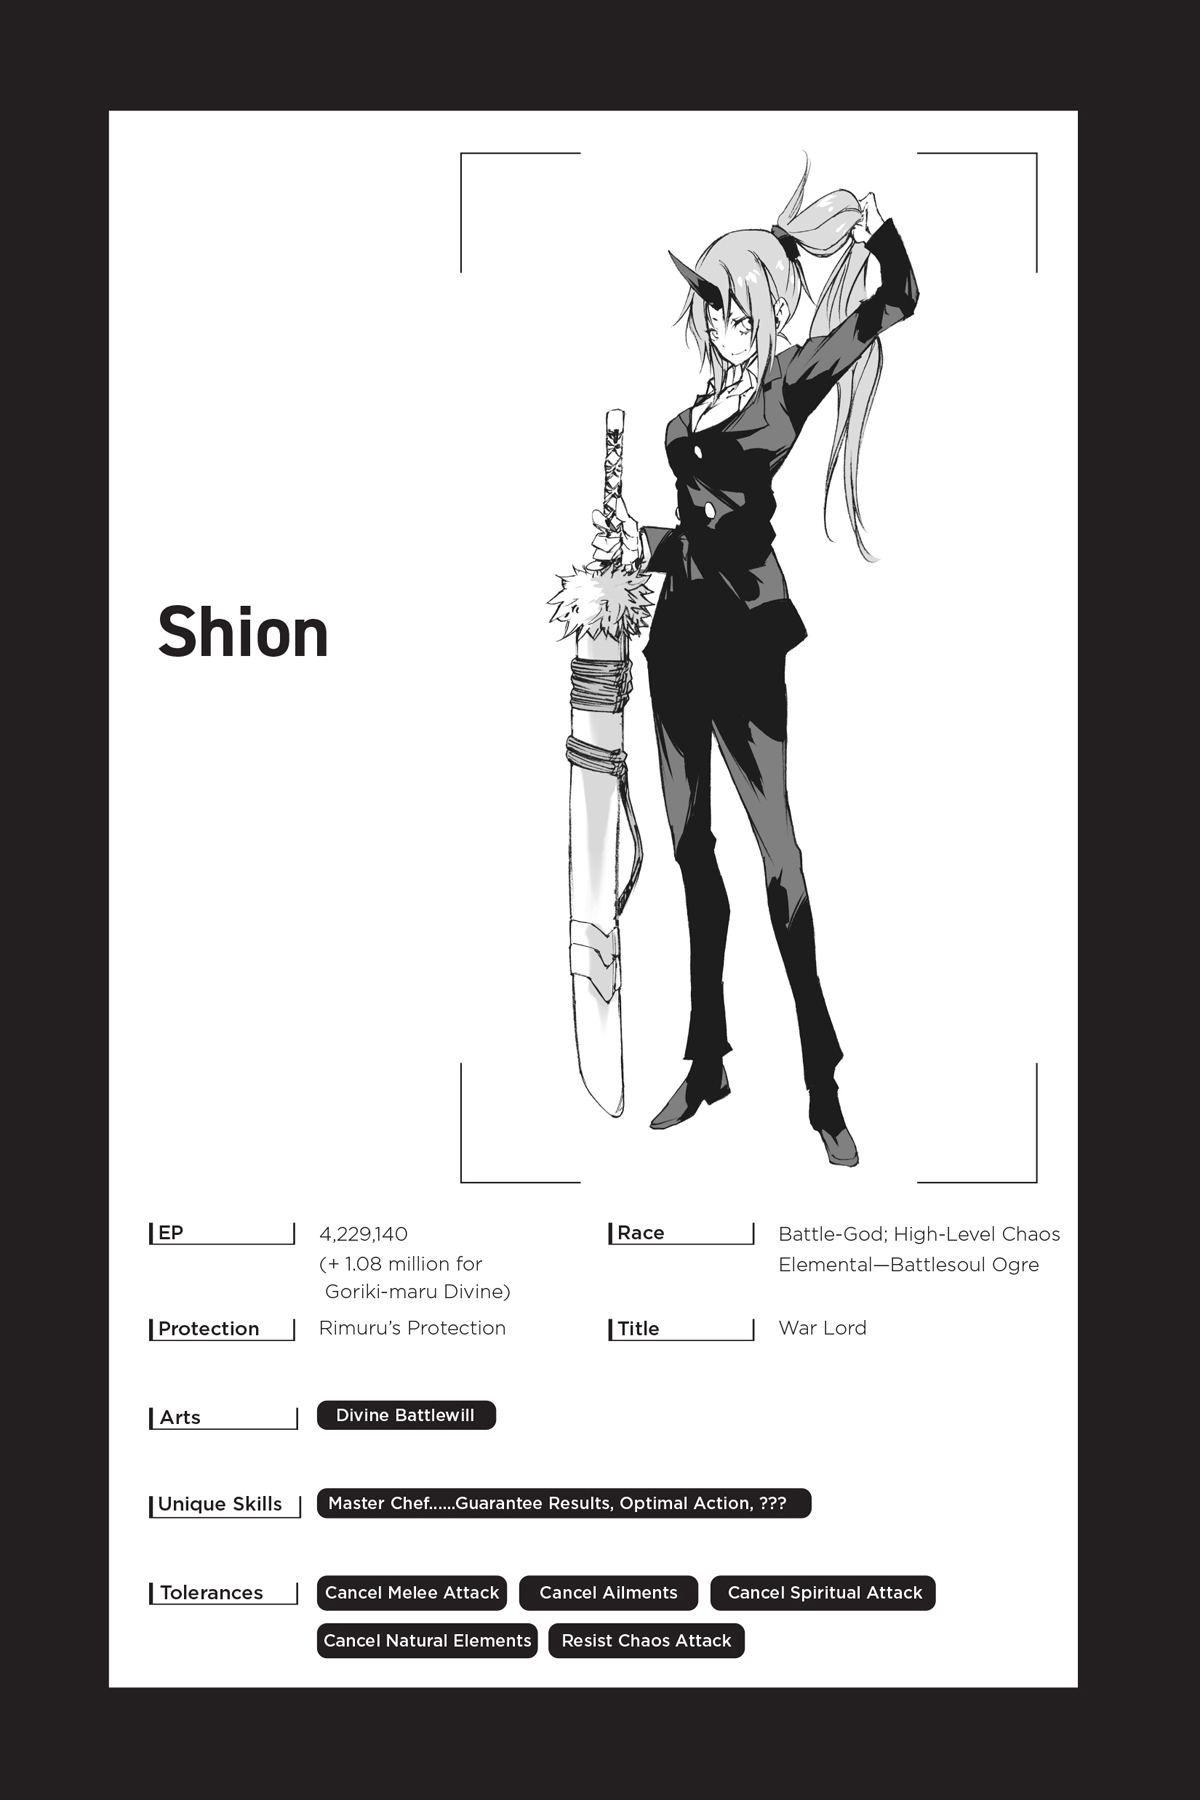 Shion
EP
4,229,140
(+ 1.08 million for
Goriki-maru Divine)
Race
Battle-God; High-Level Chaos
Elemental—Battlesoul Ogre
Protection
Rimuru’s Protection
Title
War Lord
Arts
Divine Battlewill
Unique Skills
Master Chef......Guarantee Results, Optimal Action, ???
Tolerances
Cancel Melee Attack
Cancel Ailments
Cancel Spiritual Attack
Cancel Natural Elements
Resist Chaos Attack